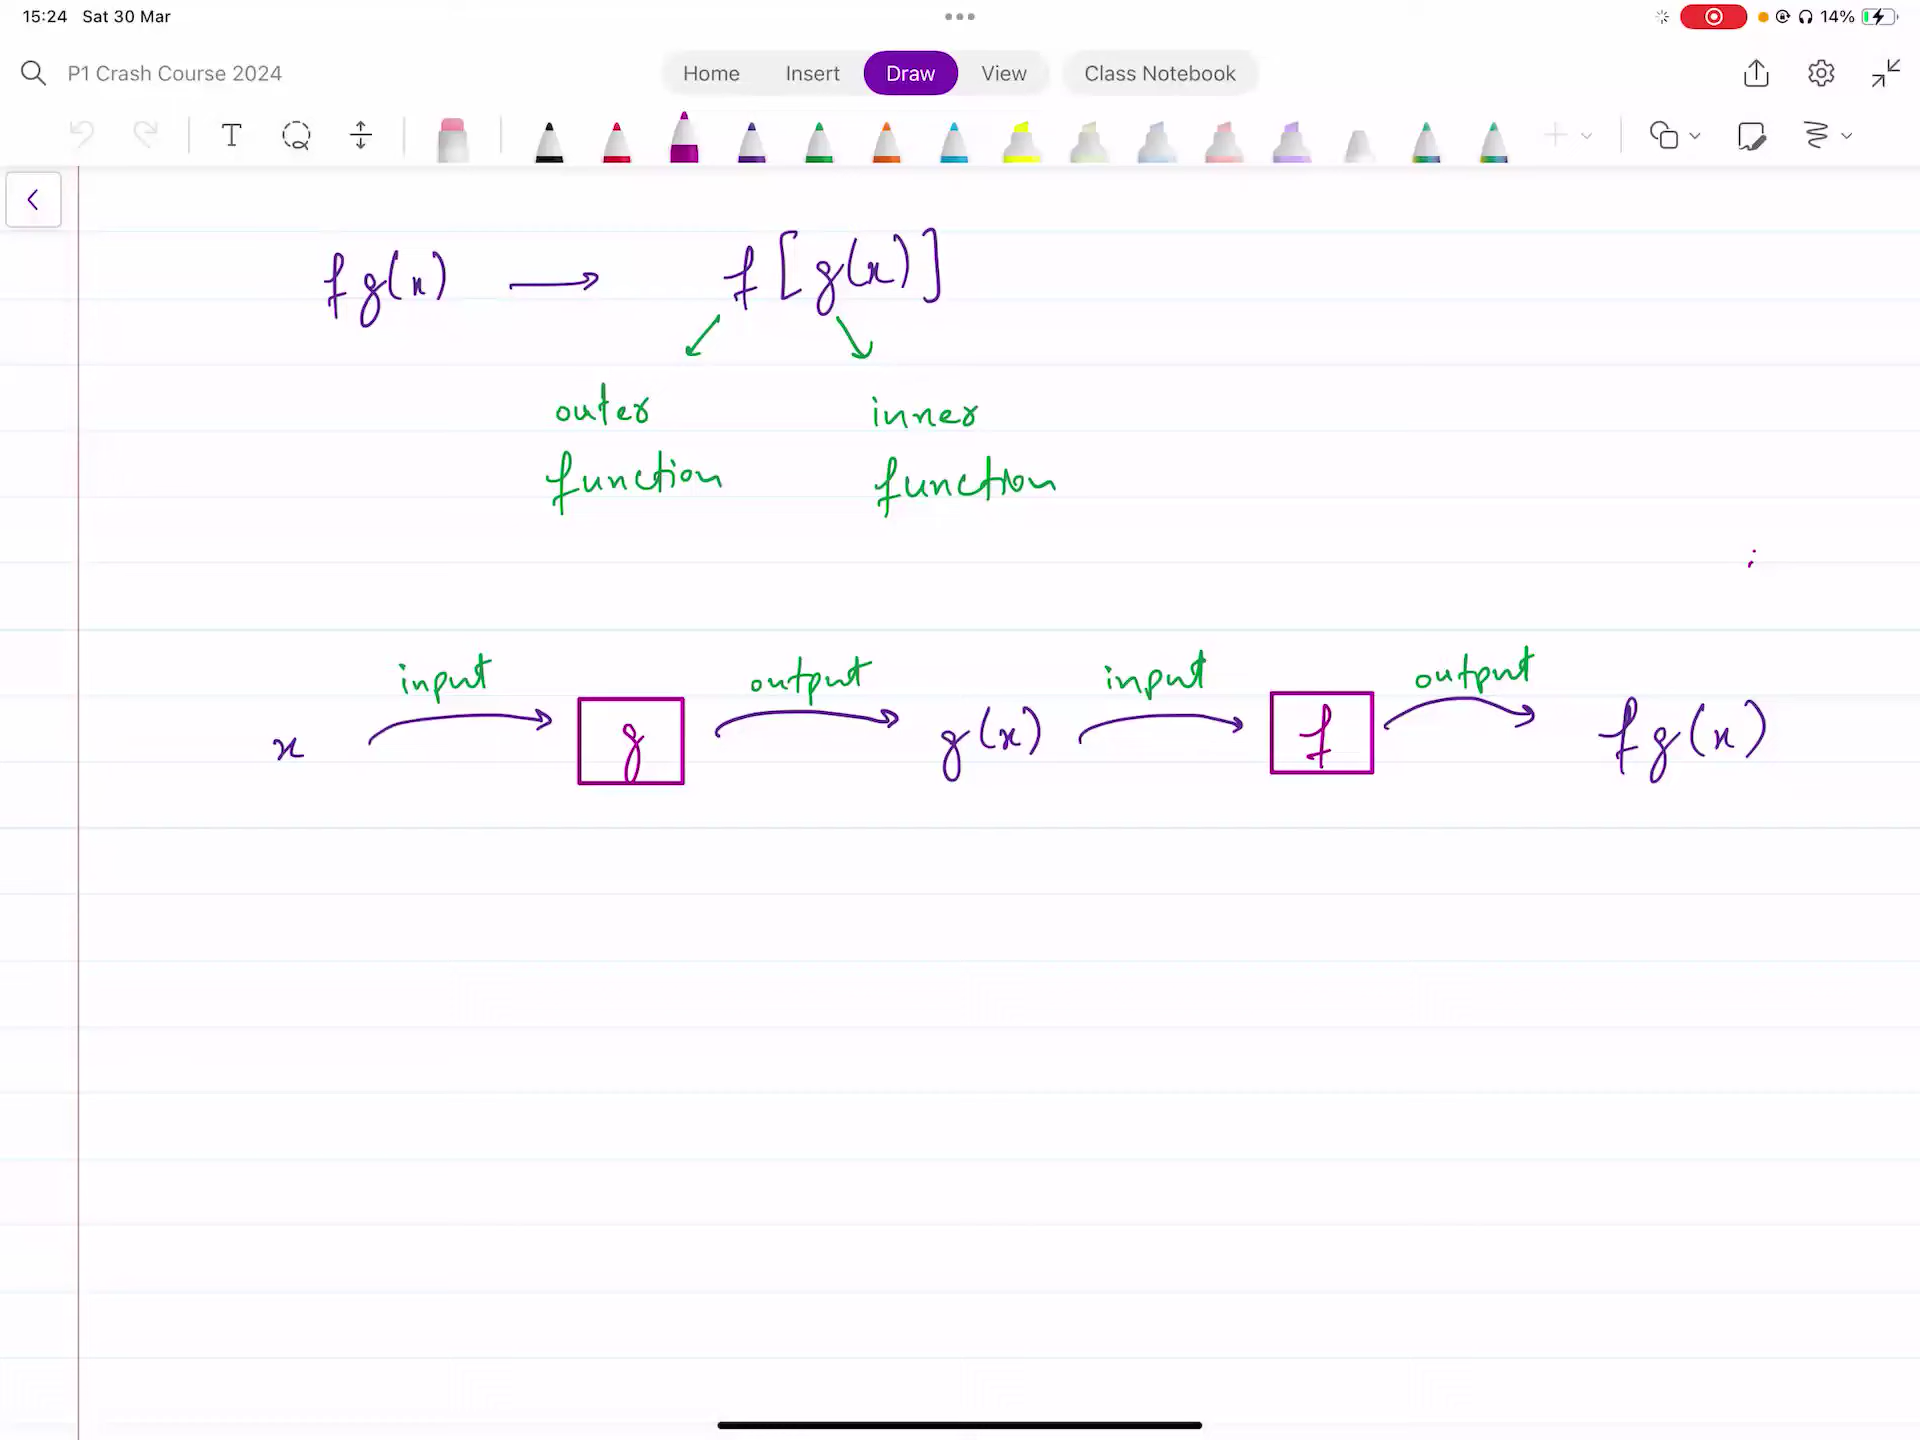 15:24 Sat 30 Mar 14%
P1 Crash Course 2024 Home Insert Draw View Class Notebook
T
fg(x) → f[g(x)]
outer inner
function function
input output input output
x g g(x) f fg(x)